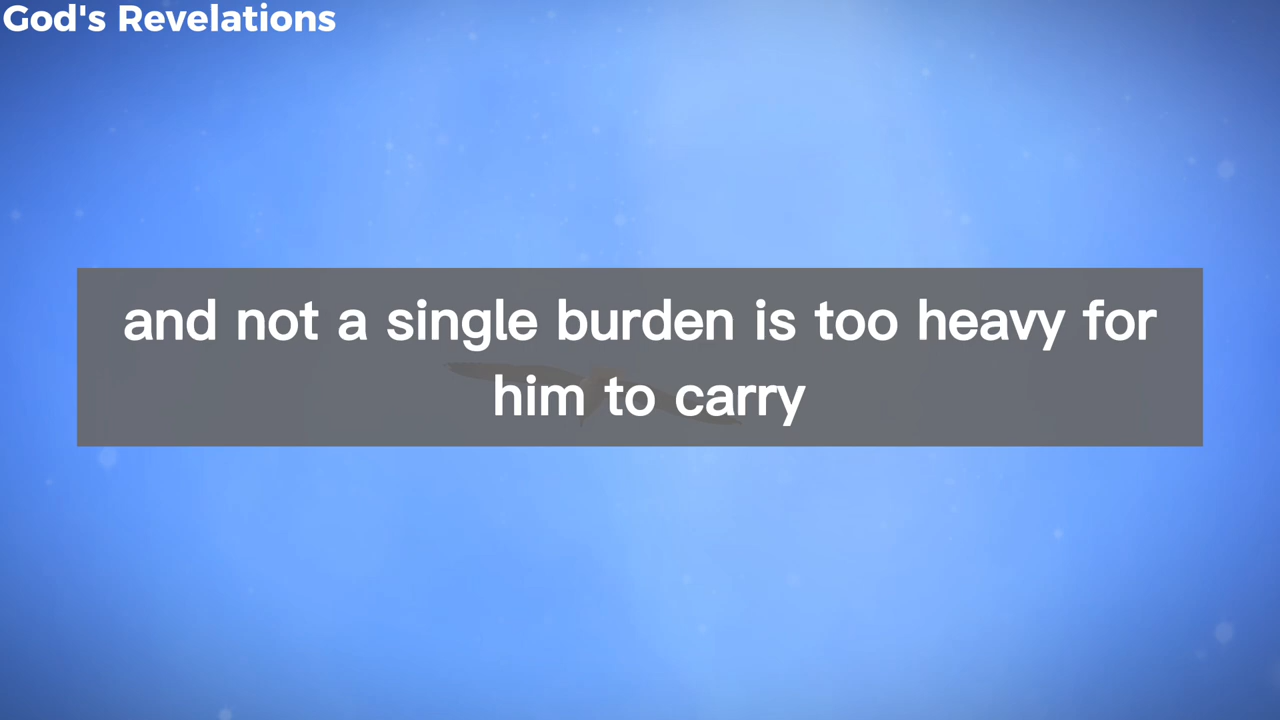 God's Revelations
and not a single burden is too heavy for
him to carry